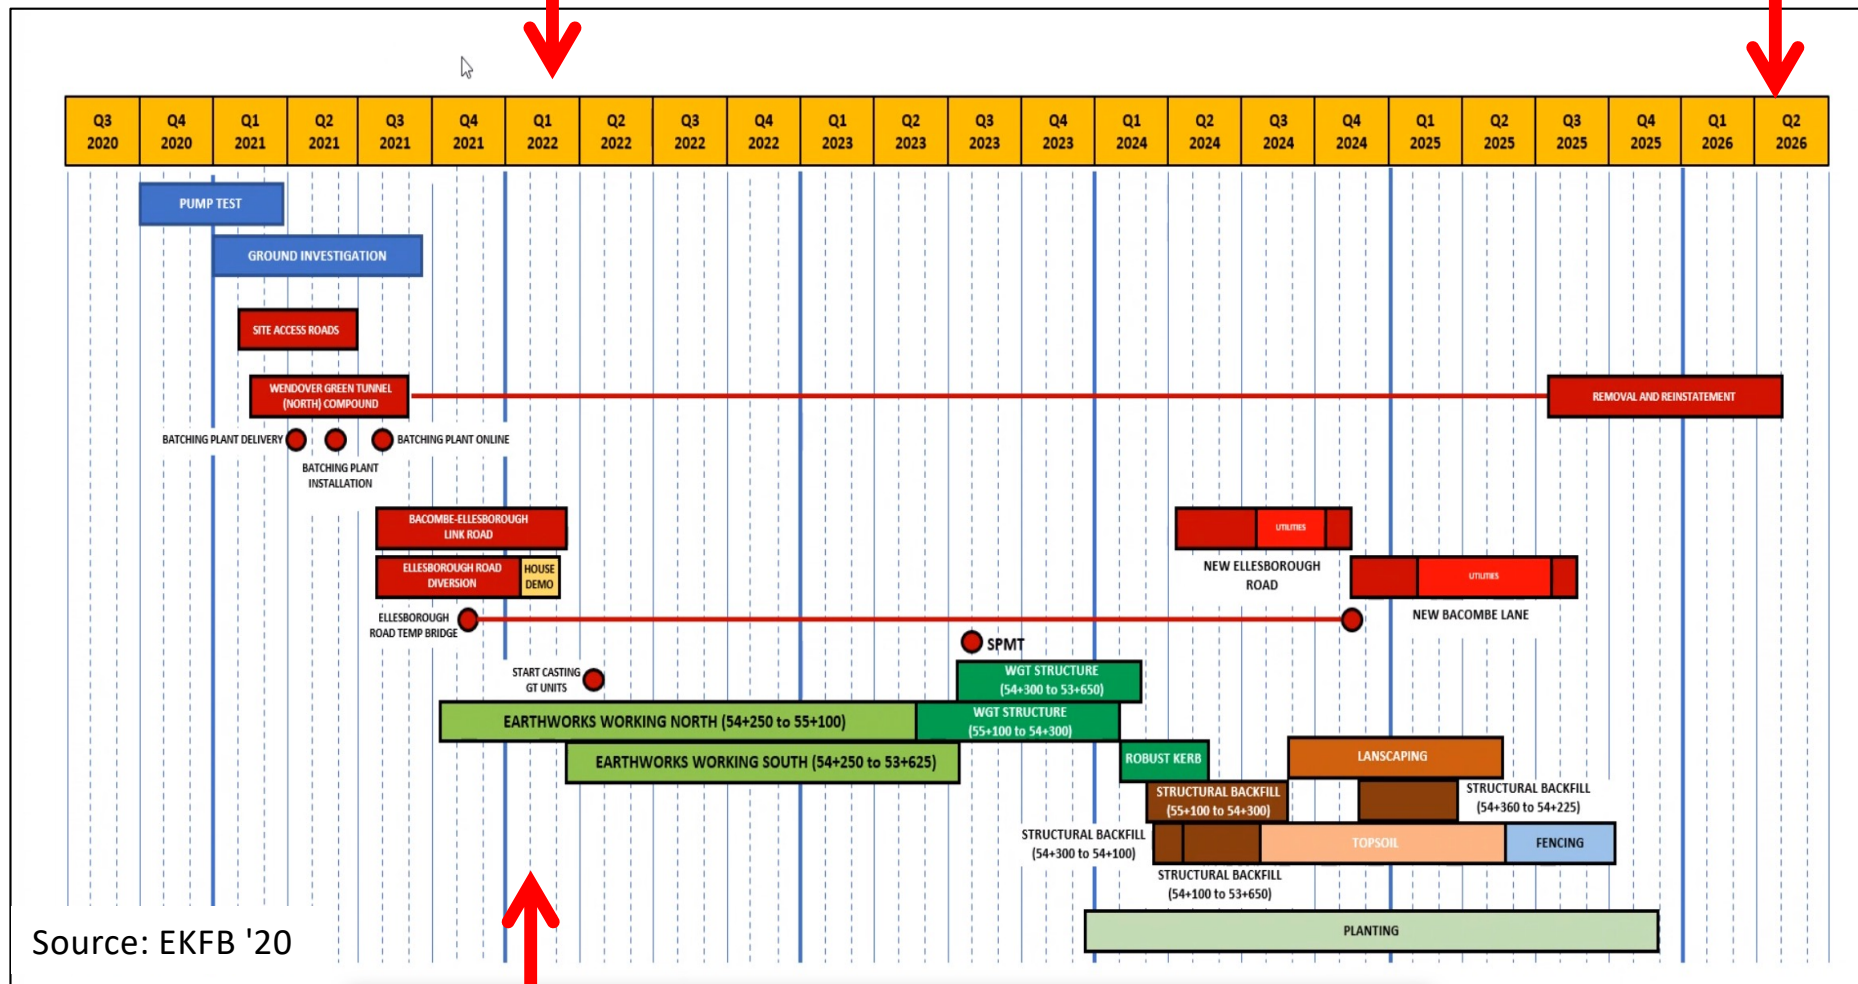 Q3 Q4 Q1 Q2 Q3 Q4 Q1 Q2 Q3 Q4 Q1 Q2 Q3 Q4 Q1 Q2 Q3 Q4 Q1 Q2 Q3 Q4 Q1 Q2
2020 2020 2021 2021 2021 2021 2022 2022 2022 2022 2023 2023 2023 2023 2024 2024 2024 2024 2025 2025 2025 2025 2026 2026
PUMP TEST
GROUND INVESTIGATION
SITE ACCESS ROADS
WENDOVER GREEN TUNNEL
(NORTH) COMPOUND
REMOVAL AND REINSTATEMENT
BATCHING PLANT DELIVERY
BATCHING PLANT ONLINE
BATCHING PLANT
INSTALLATION
BACOMBE-ELLESBOROUGH
LINK ROAD
UTILITIES
ELLESBOROUGH ROAD
DIVERSION
HOUSE
DEMO
NEW ELLESBOROUGH
ROAD
UTILITIES
ELLESBOROUGH
ROAD TEMP BRIDGE
NEW BACOMBE LANE
SPMT
START CASTING
GT UNITS
WGT STRUCTURE
(54+300 to 53+650)
EARTHWORKS WORKING NORTH (54+250 to 55+100)
WGT STRUCTURE
(55+100 to 54+300)
EARTHWORKS WORKING SOUTH (54+250 to 53+625)
ROBUST KERB
LANSCAPING
STRUCTURAL BACKFILL
(55+100 to 54+300)
STRUCTURAL BACKFILL
(54+360 to 54+225)
STRUCTURAL BACKFILL
(54+300 to 54+100)
TOPSOIL
FENCING
STRUCTURAL BACKFILL
(54+100 to 53+650)
PLANTING
Source: EKFB '20